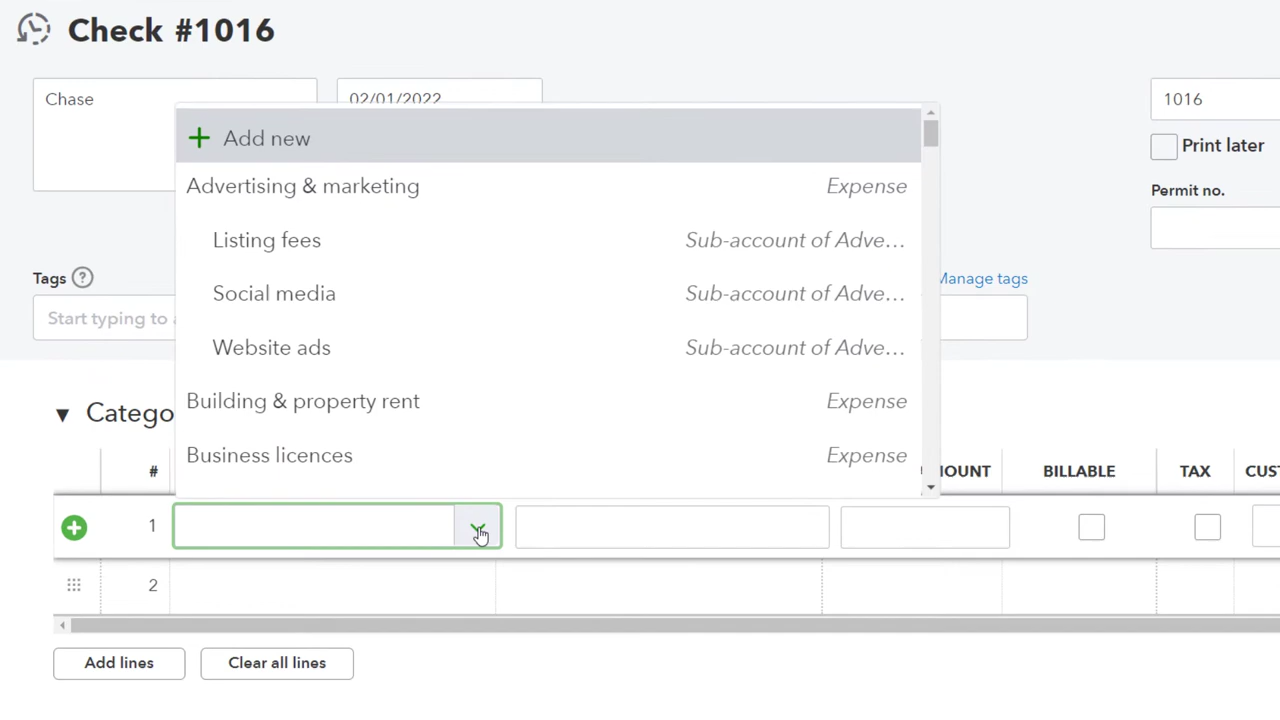 Check #1016
Chase
02/01/2022
1016
Print later
Permit no.
Tags ?
Manage tags
Start typing to
+ Add new
Advertising & marketing Expense
Listing fees Sub-account of Adve…
Social media Sub-account of Adve…
Website ads Sub-account of Adve…
Building & property rent Expense
Business licences Expense
Catego
# MOUNT BILLABLE TAX CUST
1
2
Add lines Clear all lines